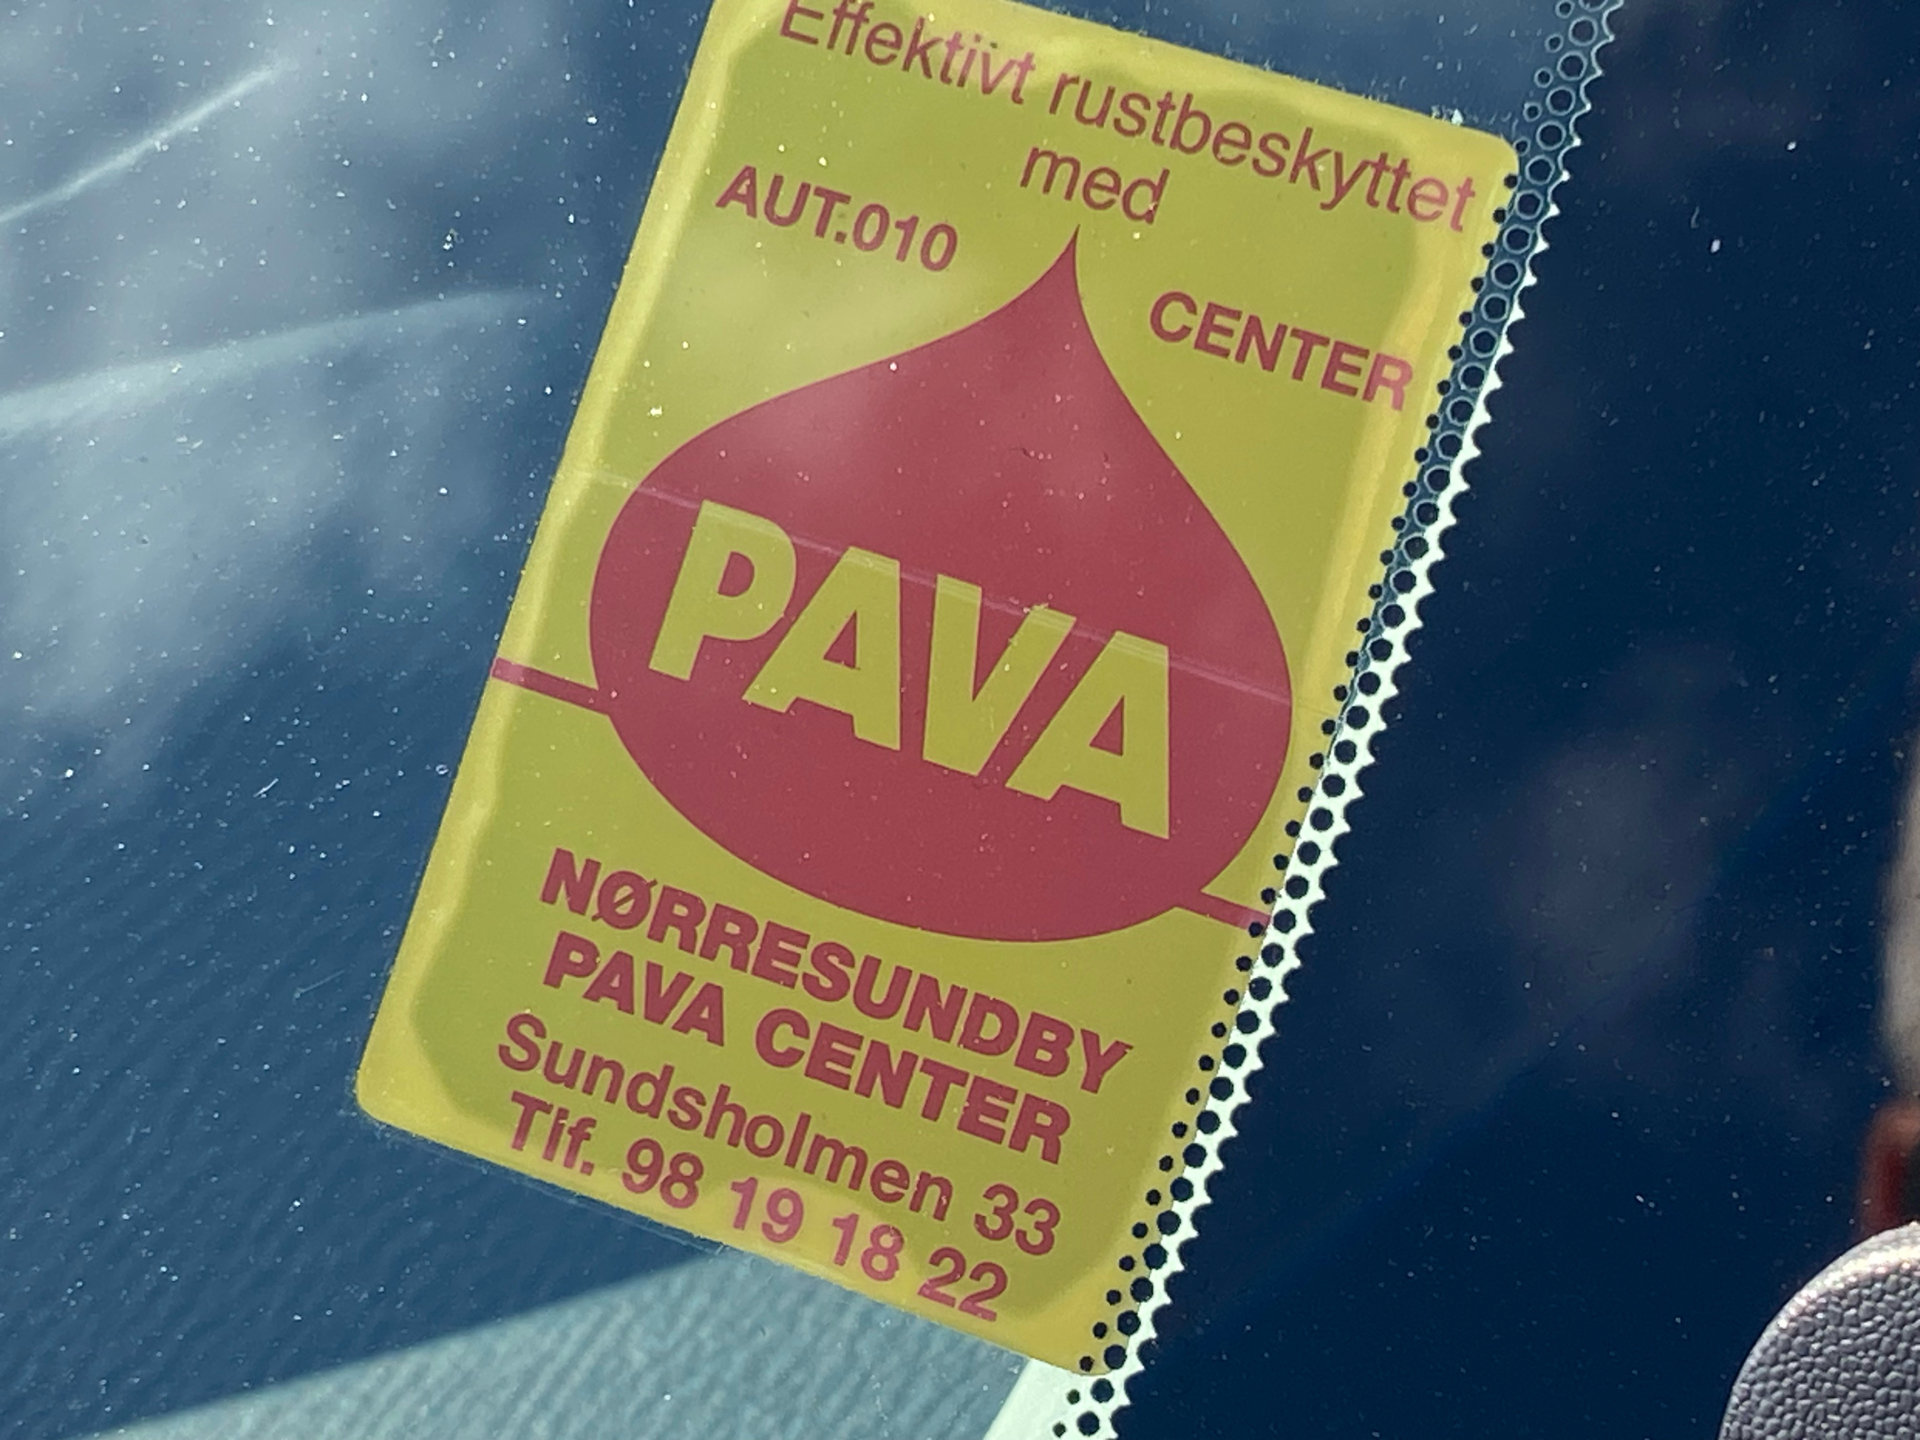 Effektivt rustbeskyttet
med
AUT.010
CENTER
PAVA
NØRRESUNDBY
PAVA CENTER
Sundsholmen 33
Tlf. 98 19 18 22